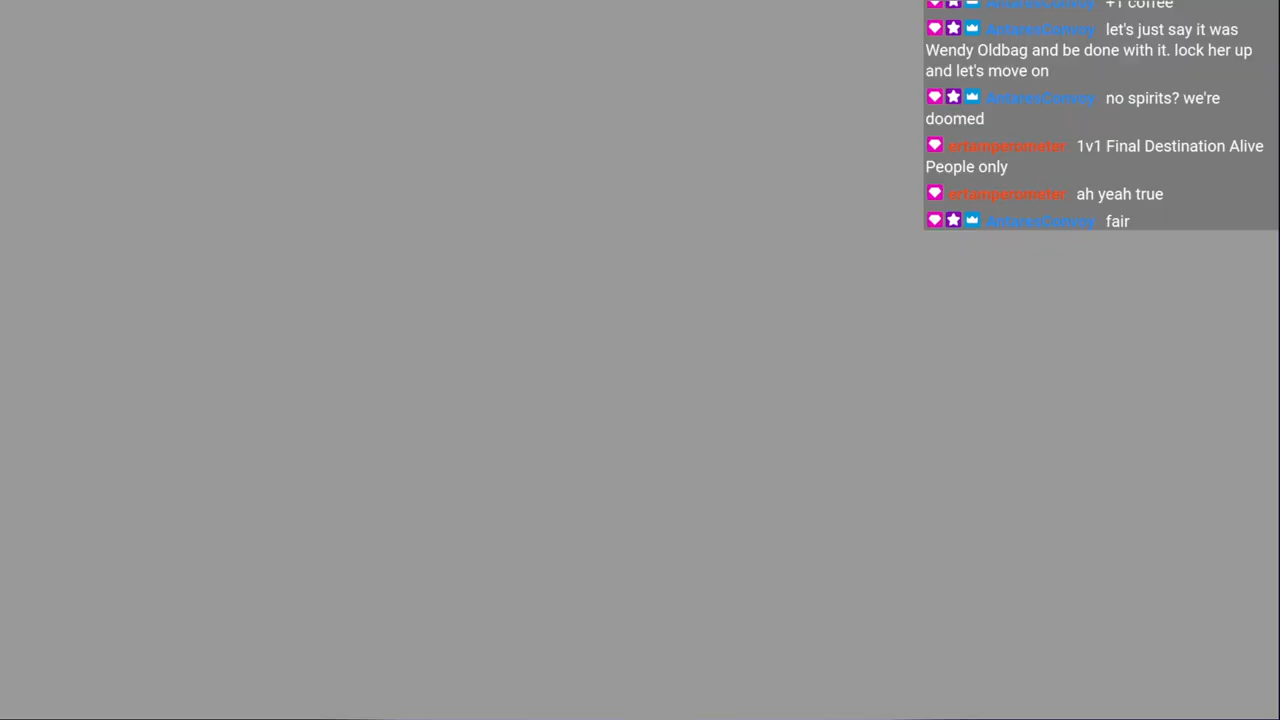 +1 coffee
let's just say it was
Wendy Oldbag and be done with it. lock her up
and let's move on
no spirits? we're
doomed
1v1 Final Destination Alive
People only
ah yeah true
fair